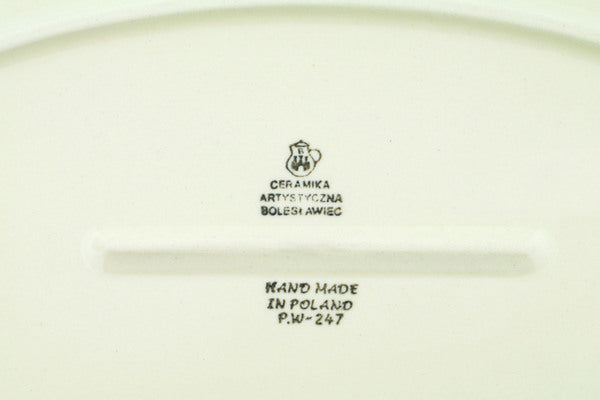 CERAMIKA
ARTYSTYCZNA
BOLESŁAWIEC
HAND MADE
IN POLAND
P.W-247